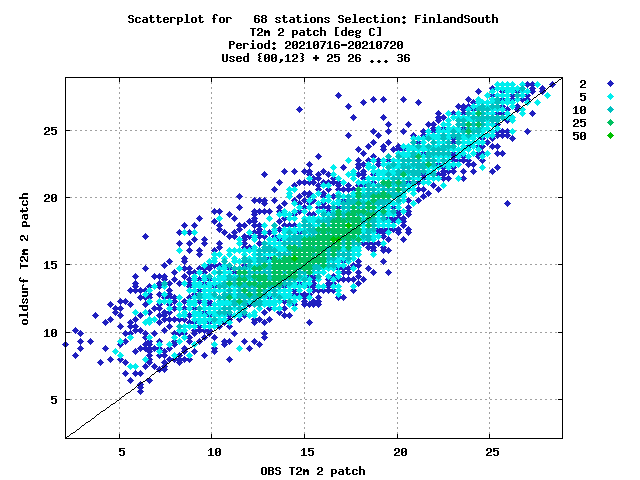 Scatterplot for   68 stations Selection: FinlandSouth
T2m 2 patch [deg C]
Period: 20210716-20210720
Used {00,12} + 25 26 ... 36
2
5
10
25
50
25
20
15
10
5
oldsurf T2m 2 patch
5 10 15 20 25
OBS T2m 2 patch